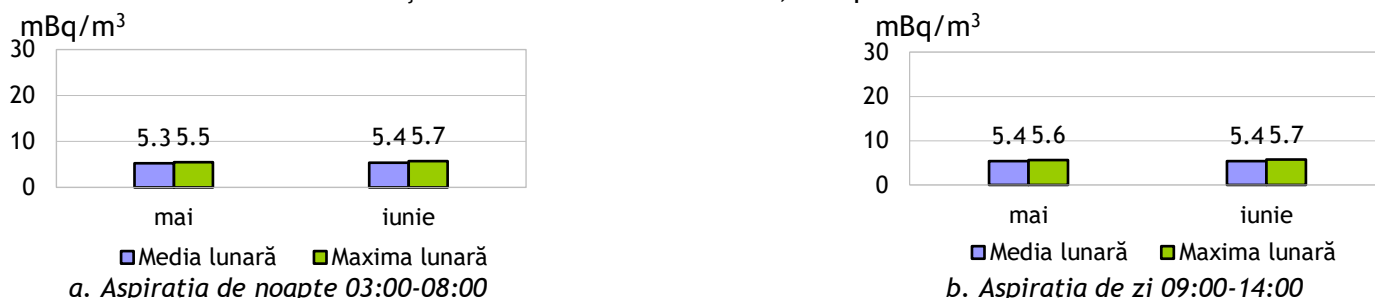 mBq/m³
30
20
10
0
5.3 5.5
5.4 5.7
mai
iunie
Media lunară
Maxima lunară
a. Aspirația de noapte 03:00-08:00
mBq/m³
30
20
10
0
5.4 5.6
5.4 5.7
mai
iunie
Media lunară
Maxima lunară
b. Aspirația de zi 09:00-14:00